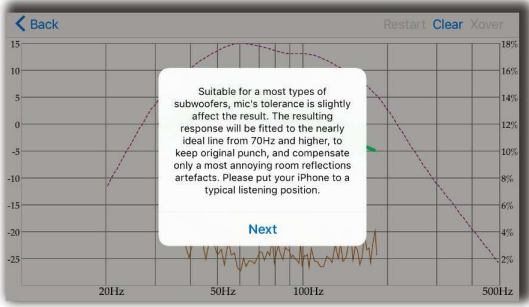 Back Restart Clear Xover
15 18%
10 16%
5 14%
0 12%
-5 10%
-10 8%
-15 6%
-20 4%
-25 2%
Suitable for a most types of
subwoofers, mic's tolerance is slightly
affect the result. The resulting
response will be fitted to the nearly
ideal line from 70Hz and higher, to
keep original punch, and compensate
only a most annoying room reflections
artefacts. Please put your iPhone to a
typical listening position.
Next
20Hz 50Hz 100Hz 500Hz